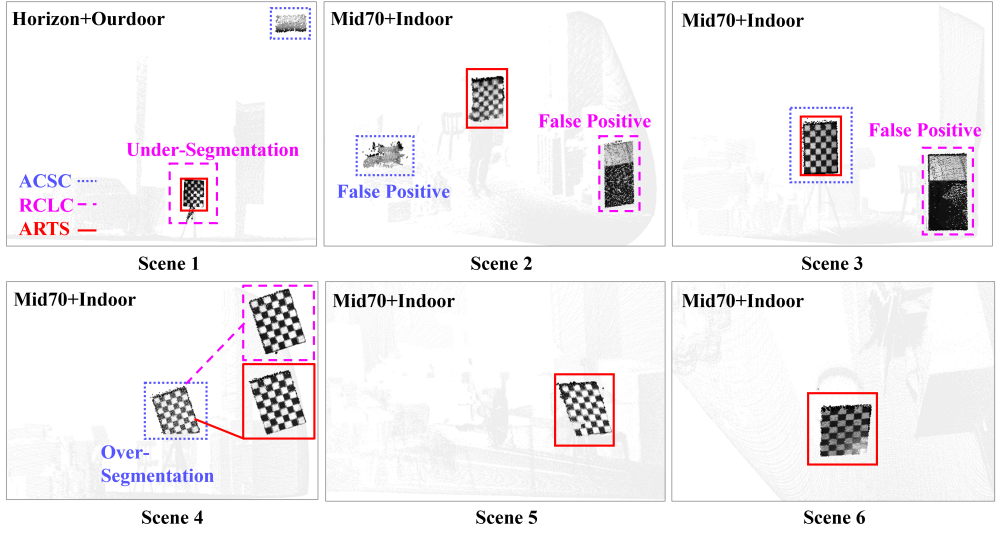 Horizon+Ourdoor
Under-Segmentation
ACSC
RCLC
ARTS
Scene 1
Mid70+Indoor
False Positive
False Positive
Scene 2
Mid70+Indoor
False Positive
Scene 3
Mid70+Indoor
Over-
Segmentation
Scene 4
Mid70+Indoor
Scene 5
Mid70+Indoor
Scene 6